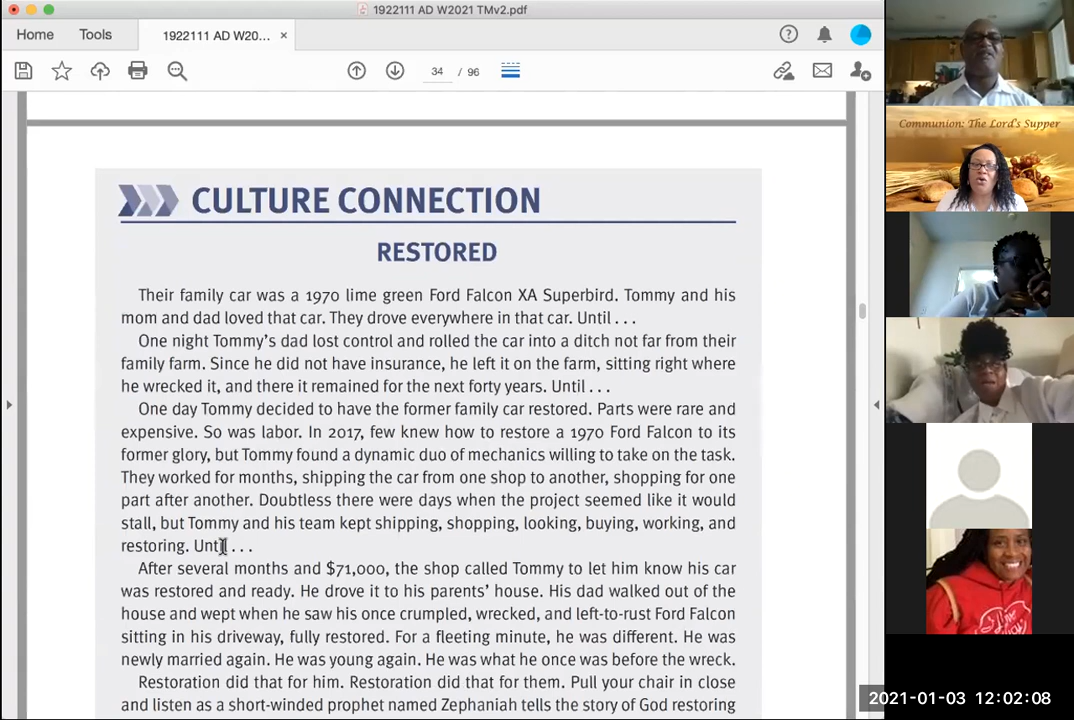 1922111 AD W2021 TMv2.pdf
Home Tools 1922111 AD W20... ×
34 / 96
CULTURE CONNECTION
RESTORED
Their family car was a 1970 lime green Ford Falcon XA Superbird. Tommy and his
mom and dad loved that car. They drove everywhere in that car. Until . . .
One night Tommy's dad lost control and rolled the car into a ditch not far from their
family farm. Since he did not have insurance, he left it on the farm, sitting right where
he wrecked it, and there it remained for the next forty years. Until . . .
One day Tommy decided to have the former family car restored. Parts were rare and
expensive. So was labor. In 2017, few knew how to restore a 1970 Ford Falcon to its
former glory, but Tommy found a dynamic duo of mechanics willing to take on the task.
They worked for months, shipping the car from one shop to another, shopping for one
part after another. Doubtless there were days when the project seemed like it would
stall, but Tommy and his team kept shipping, shopping, looking, buying, working, and
restoring. Until . . .
After several months and $71,000, the shop called Tommy to let him know his car
was restored and ready. He drove it to his parents' house. His dad walked out of the
house and wept when he saw his once crumpled, wrecked, and left-to-rust Ford Falcon
sitting in his driveway, fully restored. For a fleeting minute, he was different. He was
newly married again. He was young again. He was what he once was before the wreck.
Restoration did that for him. Restoration did that for them. Pull your chair in close
and listen as a short-winded prophet named Zephaniah tells the story of God restoring
Communion: The Lord's Supper
2021-01-03 12:02:08